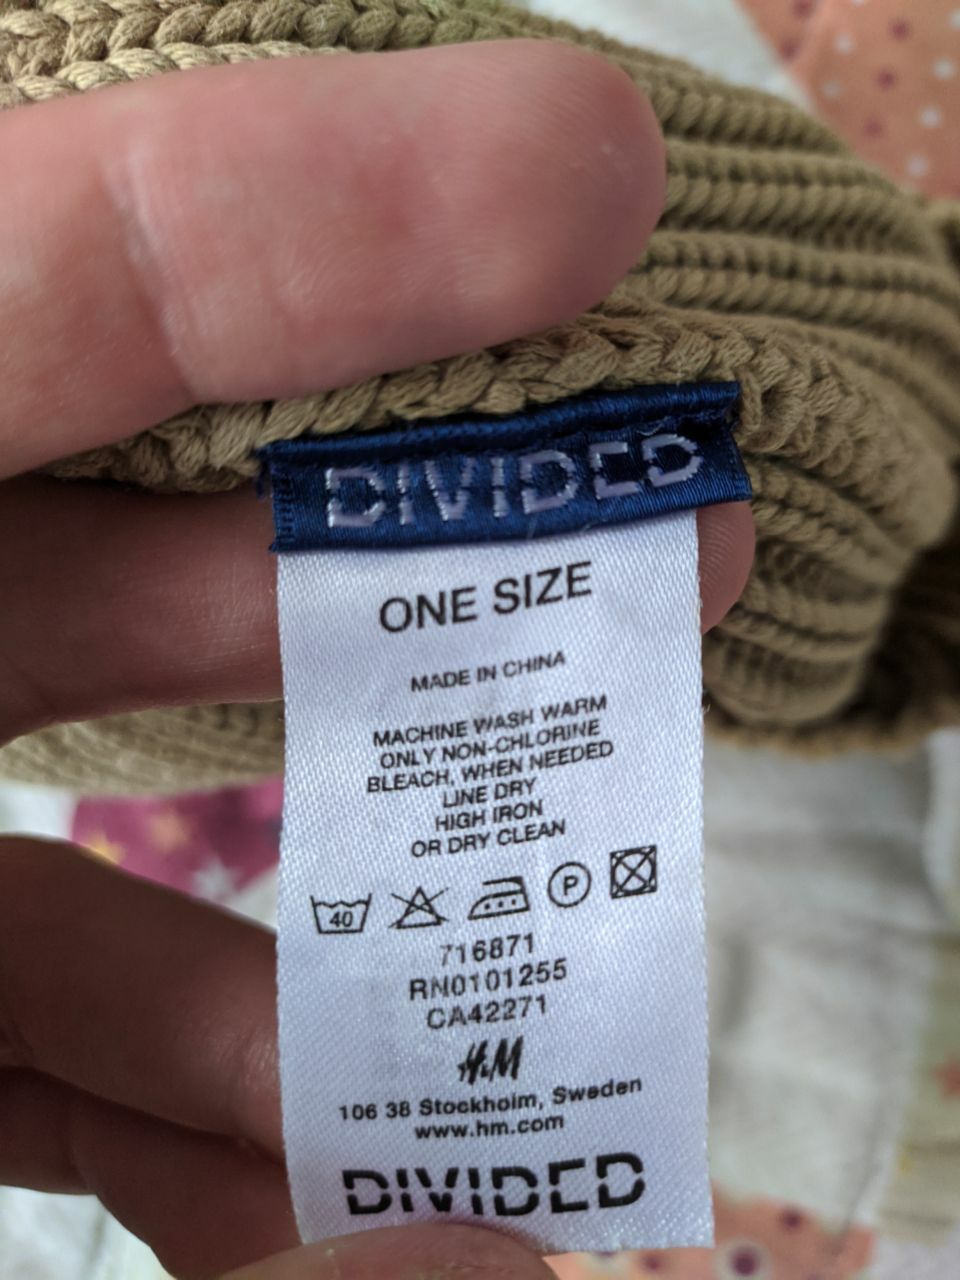 DIVIDED
ONE SIZE
MADE IN CHINA
MACHINE WASH WARM
ONLY NON-CHLORINE
BLEACH, WHEN NEEDED
LINE DRY
HIGH IRON
OR DRY CLEAN
40 P
716871
RN0101255
CA42271
H&M
106 38 Stockholm, Sweden
www.hm.com
DIVIDED